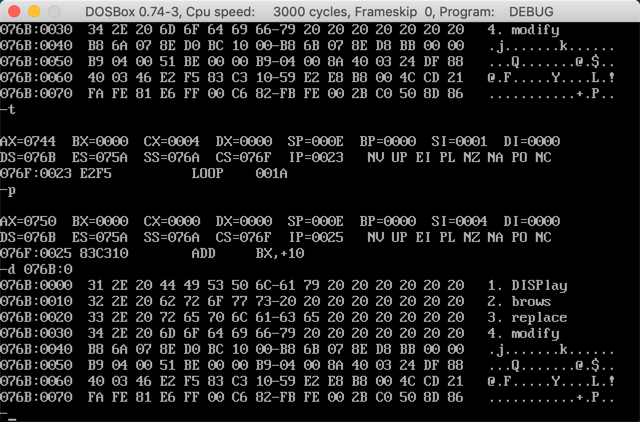 DOSBox 0.74-3, Cpu speed: 3000 cycles, Frameskip 0, Program: DEBUG
076B:0030 34 2E 20 6D 6F 64 69 66-79 20 20 20 20 20 20 20 4. modify
076B:0040 B8 6A 07 8E D0 BC 10 00-B8 6B 07 8E D8 BB 00 00 .j.......k......
076B:0050 B9 04 00 51 BE 00 00 B9-04 00 8A 40 03 24 DF 88 ...Q.......@.$..
076B:0060 40 03 46 E2 F5 83 C3 10-59 E2 E8 B8 00 4C CD 21 @.F.....Y....L.!
076B:0070 FA FE 81 E6 FF 00 C6 82-FB FE 00 2B C0 50 8D 86 ...........+.P..
-t
AX=0744 BX=0000 CX=0004 DX=0000 SP=000E BP=0000 SI=0001 DI=0000
DS=076B ES=075A SS=076A CS=076F IP=0023 NV UP EI PL NZ NA PO NC
076F:0023 E2F5 LOOP 001A
-p
AX=0750 BX=0000 CX=0000 DX=0000 SP=000E BP=0000 SI=0004 DI=0000
DS=076B ES=075A SS=076A CS=076F IP=0025 NV UP EI PL NZ NA PO NC
076F:0025 83C310 ADD BX,+10
-d 076B:0
076B:0000 31 2E 20 44 49 53 50 6C-61 79 20 20 20 20 20 20 1. DISPlay
076B:0010 32 2E 20 62 72 6F 77 73-20 20 20 20 20 20 20 20 2. brows
076B:0020 33 2E 20 72 65 70 6C 61-63 65 20 20 20 20 20 20 3. replace
076B:0030 34 2E 20 6D 6F 64 69 66-79 20 20 20 20 20 20 20 4. modify
076B:0040 B8 6A 07 8E D0 BC 10 00-B8 6B 07 8E D8 BB 00 00 .j.......k......
076B:0050 B9 04 00 51 BE 00 00 B9-04 00 8A 40 03 24 DF 88 ...Q.......@.$..
076B:0060 40 03 46 E2 F5 83 C3 10-59 E2 E8 B8 00 4C CD 21 @.F.....Y....L.!
076B:0070 FA FE 81 E6 FF 00 C6 82-FB FE 00 2B C0 50 8D 86 ...........+.P..
-_